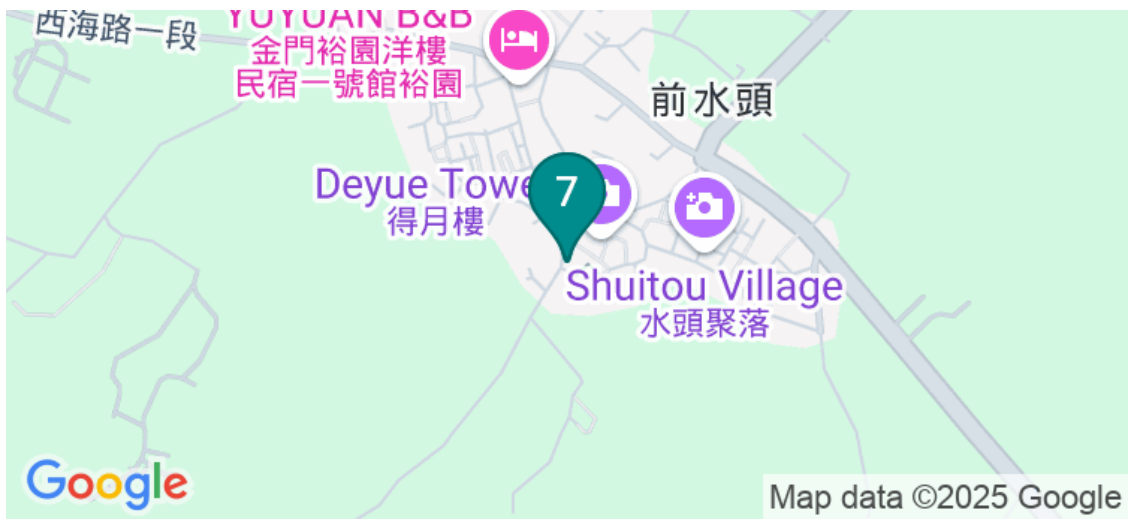 西海路一段
YUYUAN B&B
金門裕園洋樓
民宿一號館裕園
前水頭
Deyue Towe
得月樓
7
Shuitou Village
水頭聚落
Google
Map data ©2025 Google